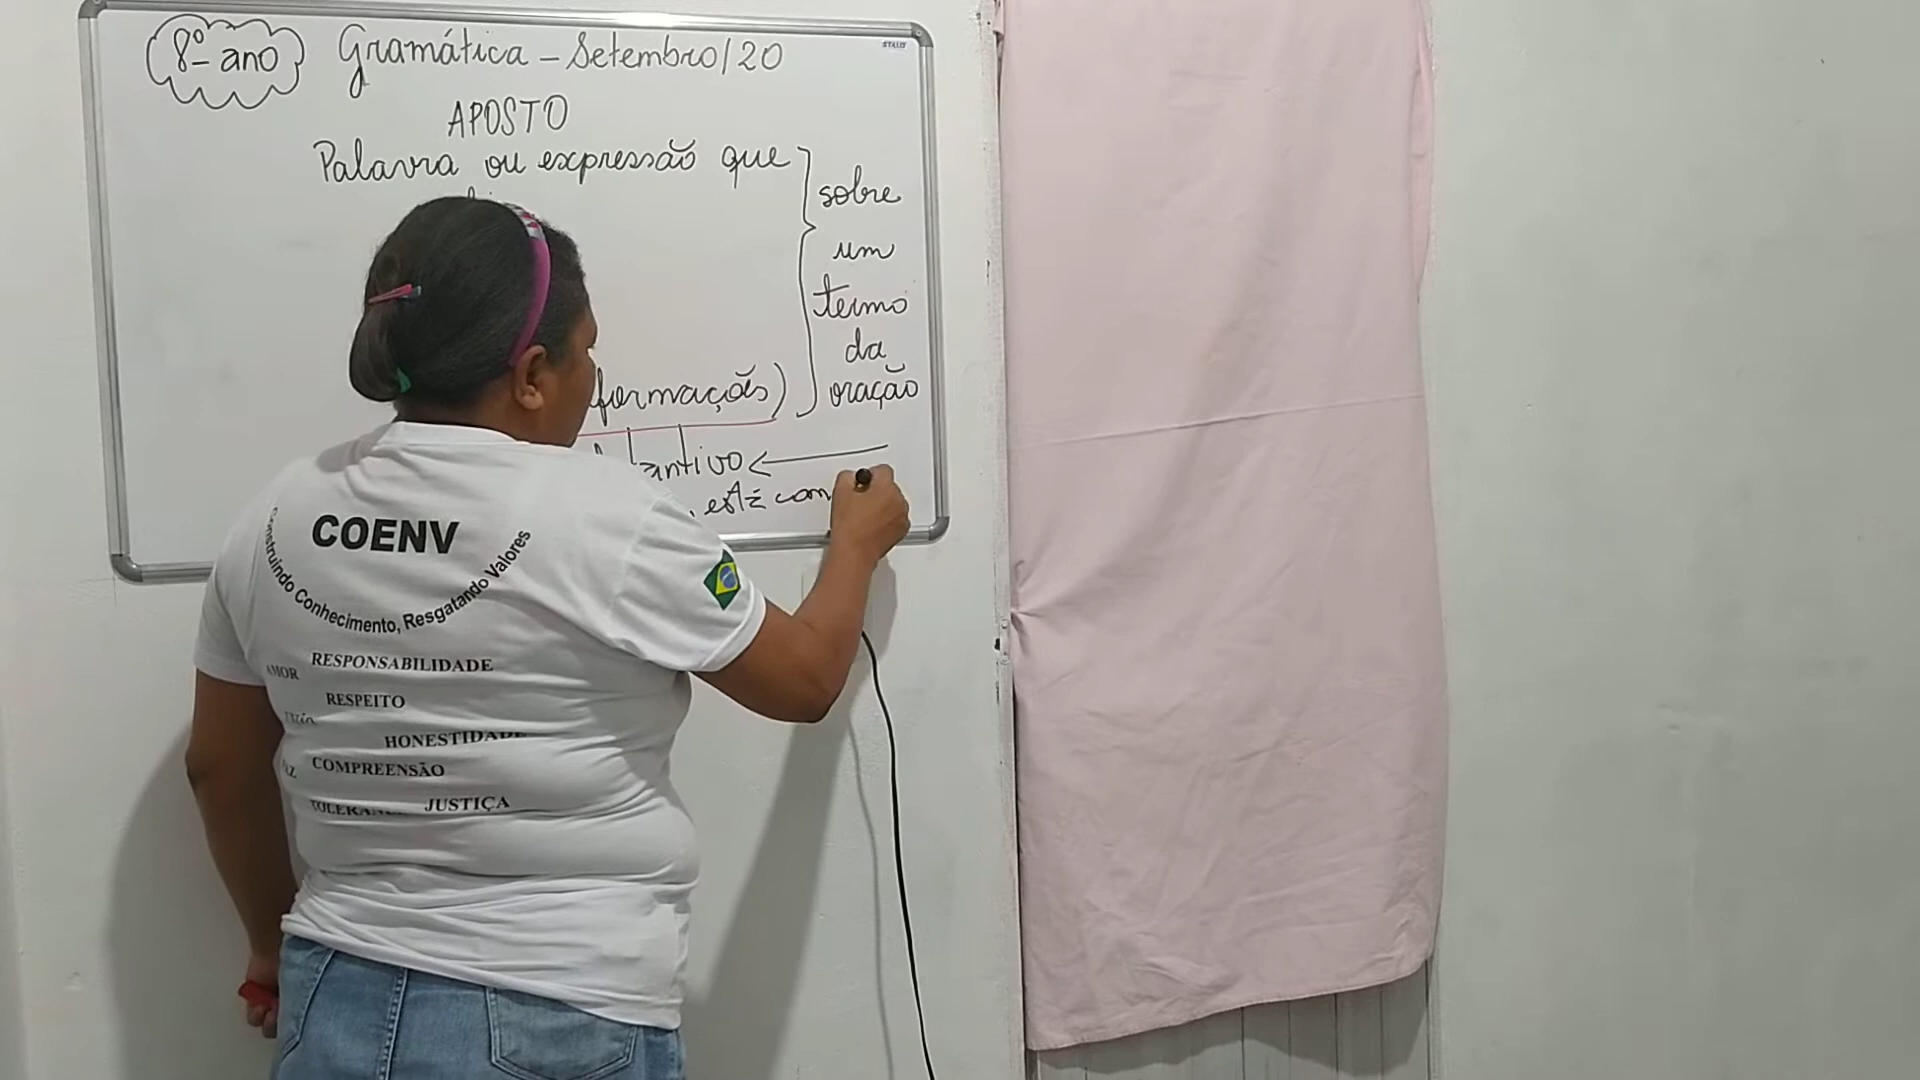 8º ano
Gramática - Setembro/20
STALO
APOSTO
Palavra ou expressão que
sobre
um
termo
da
oração
formações)
antivo
está com
COENV
Construindo Conhecimento, Resgatando Valores
AMOR
RESPONSABILIDADE
RESPEITO
HONESTIDADE
COMPREENSÃO
JUSTIÇA